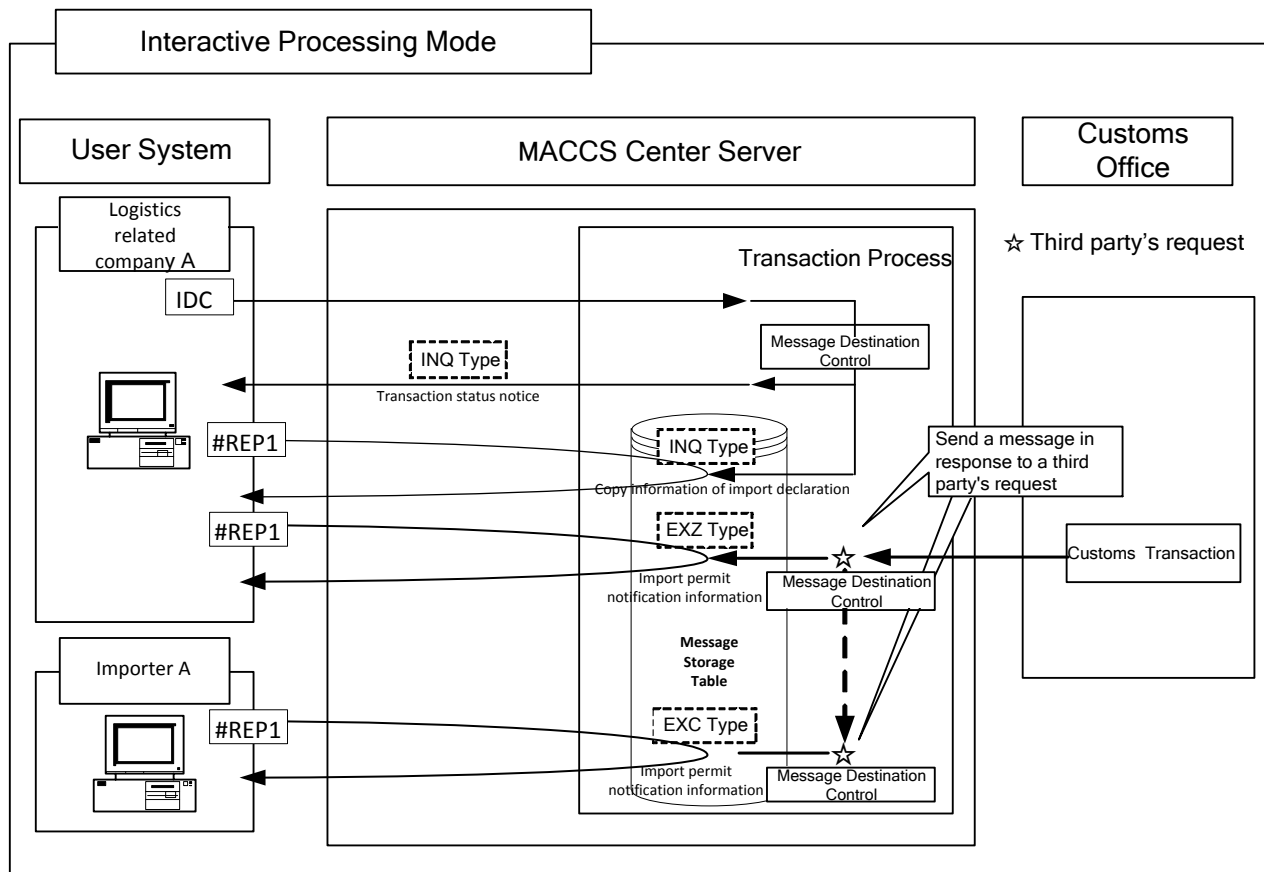 Interactive Processing Mode
User System
MACCS Center Server
Customs
Office
Logistics
related
company A
☆ Third party’s request
Transaction Process
IDC
Message Destination
Control
INQ Type
Transaction status notice
#REP1
INQ Type
Send a message in
response to a third
party's request
Copy information of import declaration
#REP1
EXZ Type
Customs Transaction
Import permit
notification information
Message Destination
Control
Message
Storage
Table
Importer A
#REP1
EXC Type
Import permit
notification information
Message Destination
Control